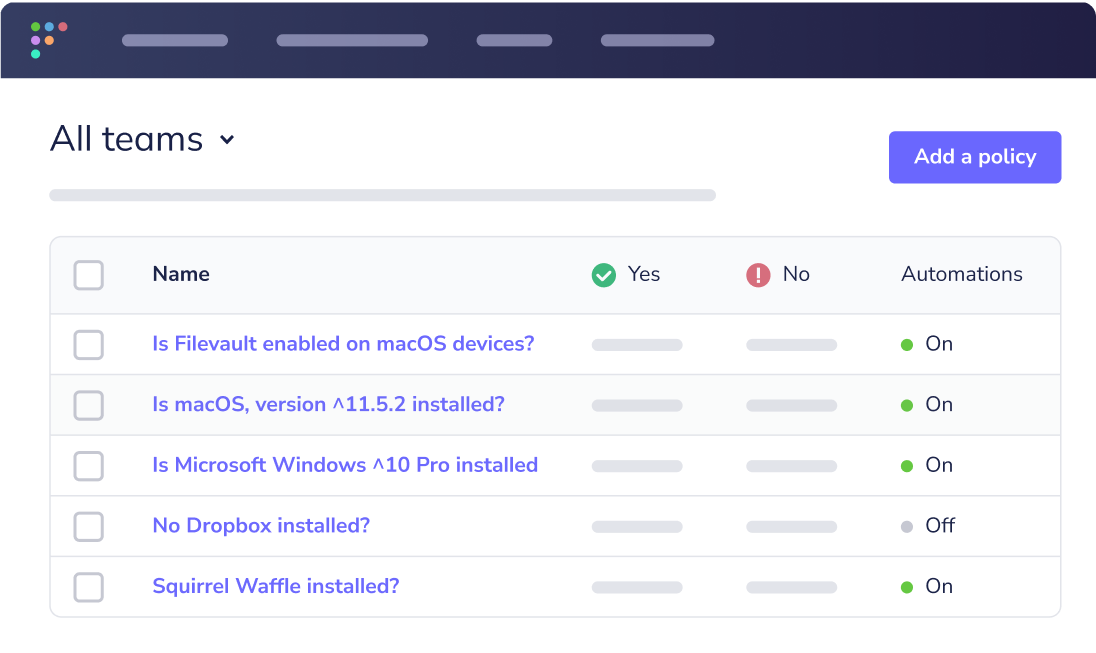 All teams
Add a policy
Name Yes No Automations
Is Filevault enabled on macOS devices? On
Is macOS, version ^11.5.2 installed? On
Is Microsoft Windows ^10 Pro installed On
No Dropbox installed? Off
Squirrel Waffle installed? On